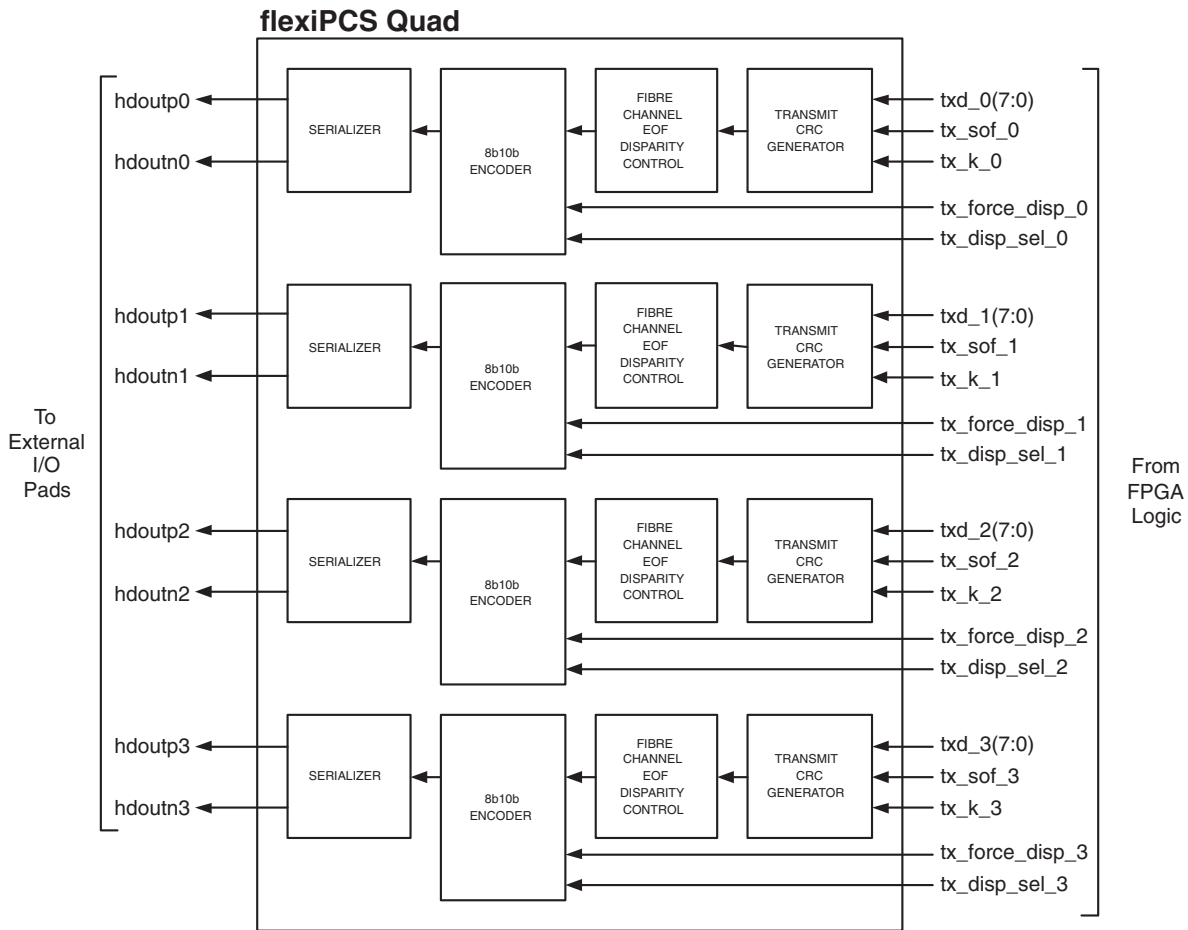 flexiPCS Quad
To
External
I/O
Pads
hdoutp0
hdoutn0
SERIALIZER
8b10b
ENCODER
FIBRE
CHANNEL
EOF
DISPARITY
CONTROL
TRANSMIT
CRC
GENERATOR
txd_0(7:0)
tx_sof_0
tx_k_0
tx_force_disp_0
tx_disp_sel_0
hdoutp1
hdoutn1
SERIALIZER
8b10b
ENCODER
FIBRE
CHANNEL
EOF
DISPARITY
CONTROL
TRANSMIT
CRC
GENERATOR
txd_1(7:0)
tx_sof_1
tx_k_1
tx_force_disp_1
tx_disp_sel_1
hdoutp2
hdoutn2
SERIALIZER
8b10b
ENCODER
FIBRE
CHANNEL
EOF
DISPARITY
CONTROL
TRANSMIT
CRC
GENERATOR
txd_2(7:0)
tx_sof_2
tx_k_2
tx_force_disp_2
tx_disp_sel_2
hdoutp3
hdoutn3
SERIALIZER
8b10b
ENCODER
FIBRE
CHANNEL
EOF
DISPARITY
CONTROL
TRANSMIT
CRC
GENERATOR
txd_3(7:0)
tx_sof_3
tx_k_3
tx_force_disp_3
tx_disp_sel_3
From
FPGA
Logic